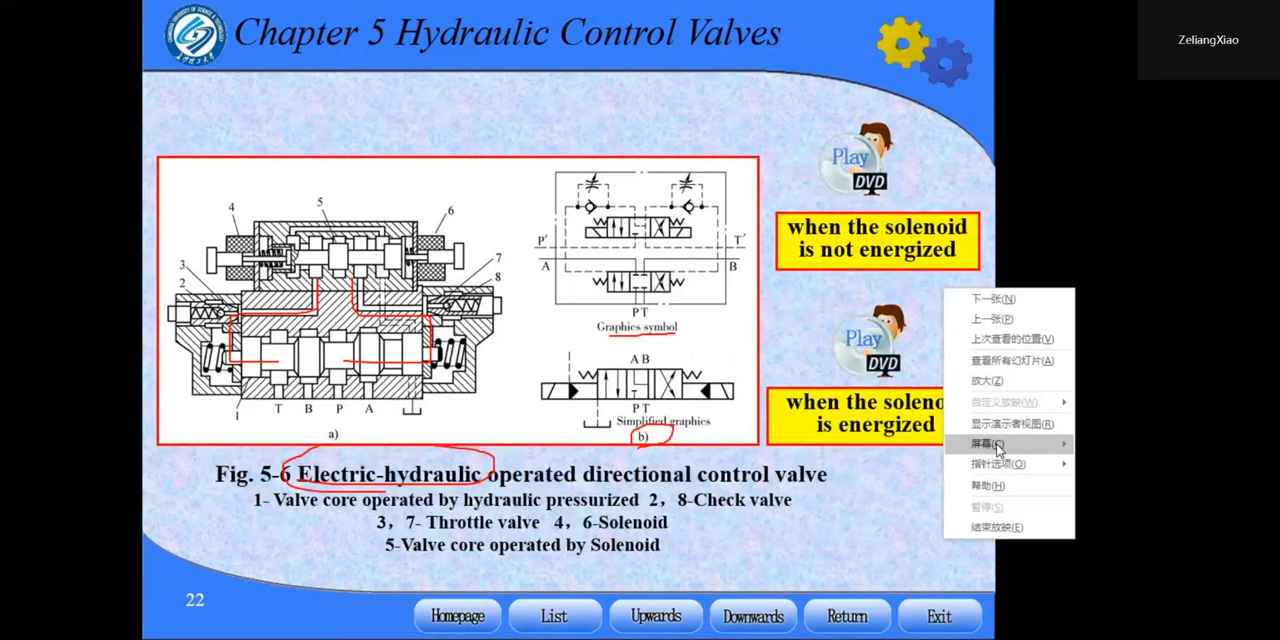 Chapter 5 Hydraulic Control Valves
ZeliangXiao
Play
DVD
when the solenoid
is not energized
Play
DVD
when the soleno
is energized
4
5
6
3
2
7
8
1
T B P A
a)
P′ T′
A B
P T
Graphics symbol
A B
P T
Simplified graphics
b)
Fig. 5-6 Electric-hydraulic operated directional control valve
1- Valve core operated by hydraulic pressurized 2，8-Check valve
3，7- Throttle valve 4，6-Solenoid
5-Valve core operated by Solenoid
下一张(N)
上一张(P)
上次查看的位置(V)
查看所有幻灯片(A)
放大(Z)
自定义放映(W)
显示演示者视图(R)
屏幕(C)
指针选项(O)
帮助(H)
暂停(S)
结束放映(E)
22
Homepage
List
Upwards
Downwards
Return
Exit